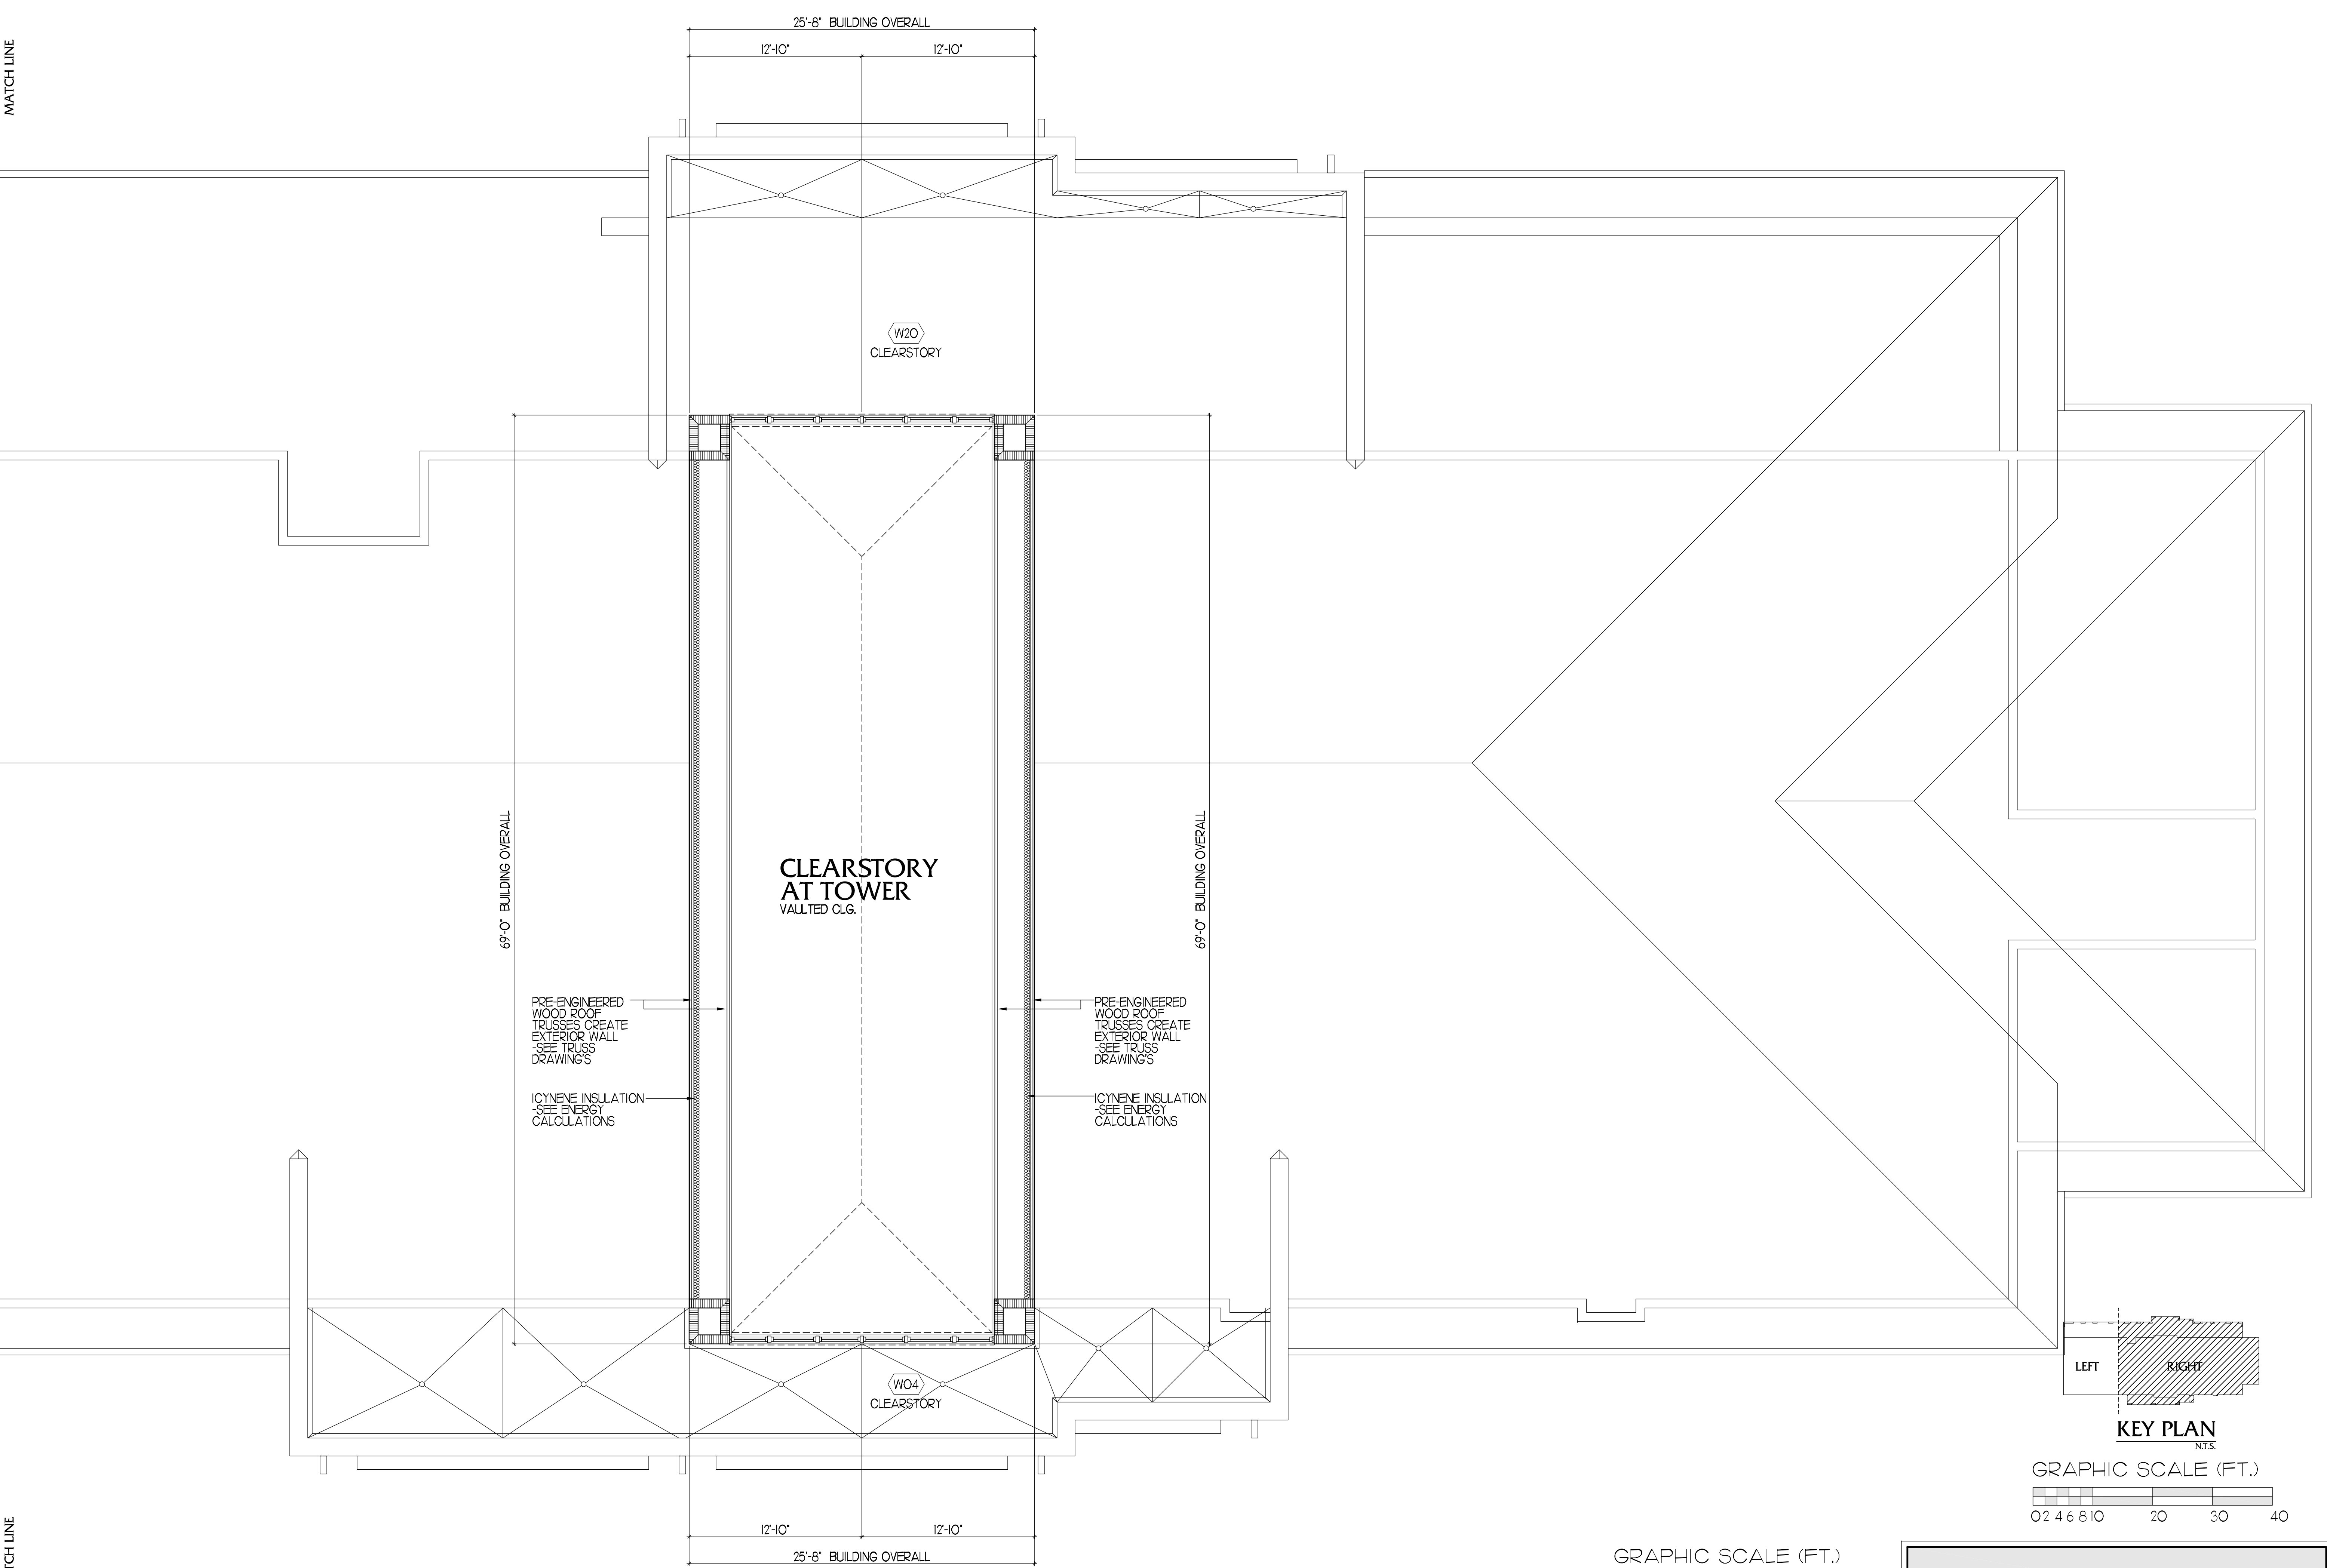 25'-8" BUILDING OVERALL
12'-10"
12'-10"
MATCH LINE
W20
CLEARSTORY
69'-0" BUILDING OVERALL
69'-0" BUILDING OVERALL
CLEARSTORY
AT TOWER
VAULTED CLG.
PRE-ENGINEERED
WOOD ROOF
TRUSSES CREATE
EXTERIOR WALL
-SEE TRUSS
DRAWING'S
PRE-ENGINEERED
WOOD ROOF
TRUSSES CREATE
EXTERIOR WALL
-SEE TRUSS
DRAWING'S
ICYNENE INSULATION
-SEE ENERGY
CALCULATIONS
ICYNENE INSULATION
-SEE ENERGY
CALCULATIONS
W04
CLEARSTORY
LEFT
RIGHT
KEY PLAN
N.T.S.
GRAPHIC SCALE (FT.)
0 2 4 6 8 10 20 30 40
TCH LINE
12'-10"
12'-10"
25'-8" BUILDING OVERALL
GRAPHIC SCALE (FT.)